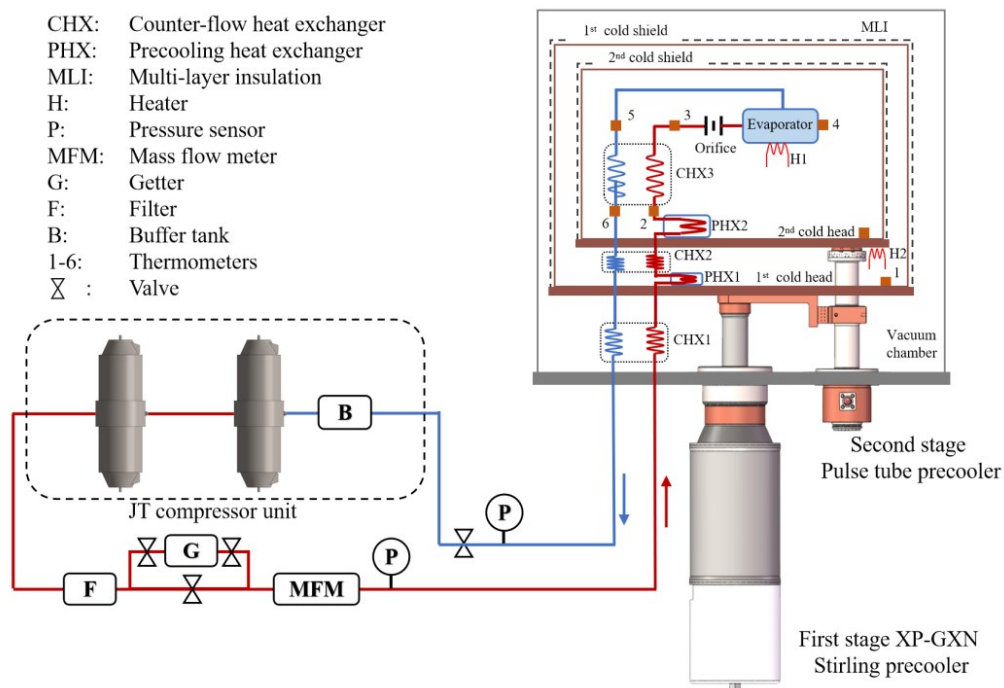 CHX: Counter-flow heat exchanger
PHX: Precooling heat exchanger
MLI: Multi-layer insulation
H: Heater
P: Pressure sensor
MFM: Mass flow meter
G: Getter
F: Filter
B: Buffer tank
1-6: Thermometers
: Valve
1st cold shield
MLI
2nd cold shield
5
3
Evaporator
4
Orifice
H1
CHX3
6
2
PHX2
2nd cold head
CHX2
H2
PHX1
1st cold head
1
CHX1
Vacuum
chamber
B
JT compressor unit
P
Second stage
Pulse tube precooler
G
P
F
MFM
First stage XP-GXN
Stirling precooler